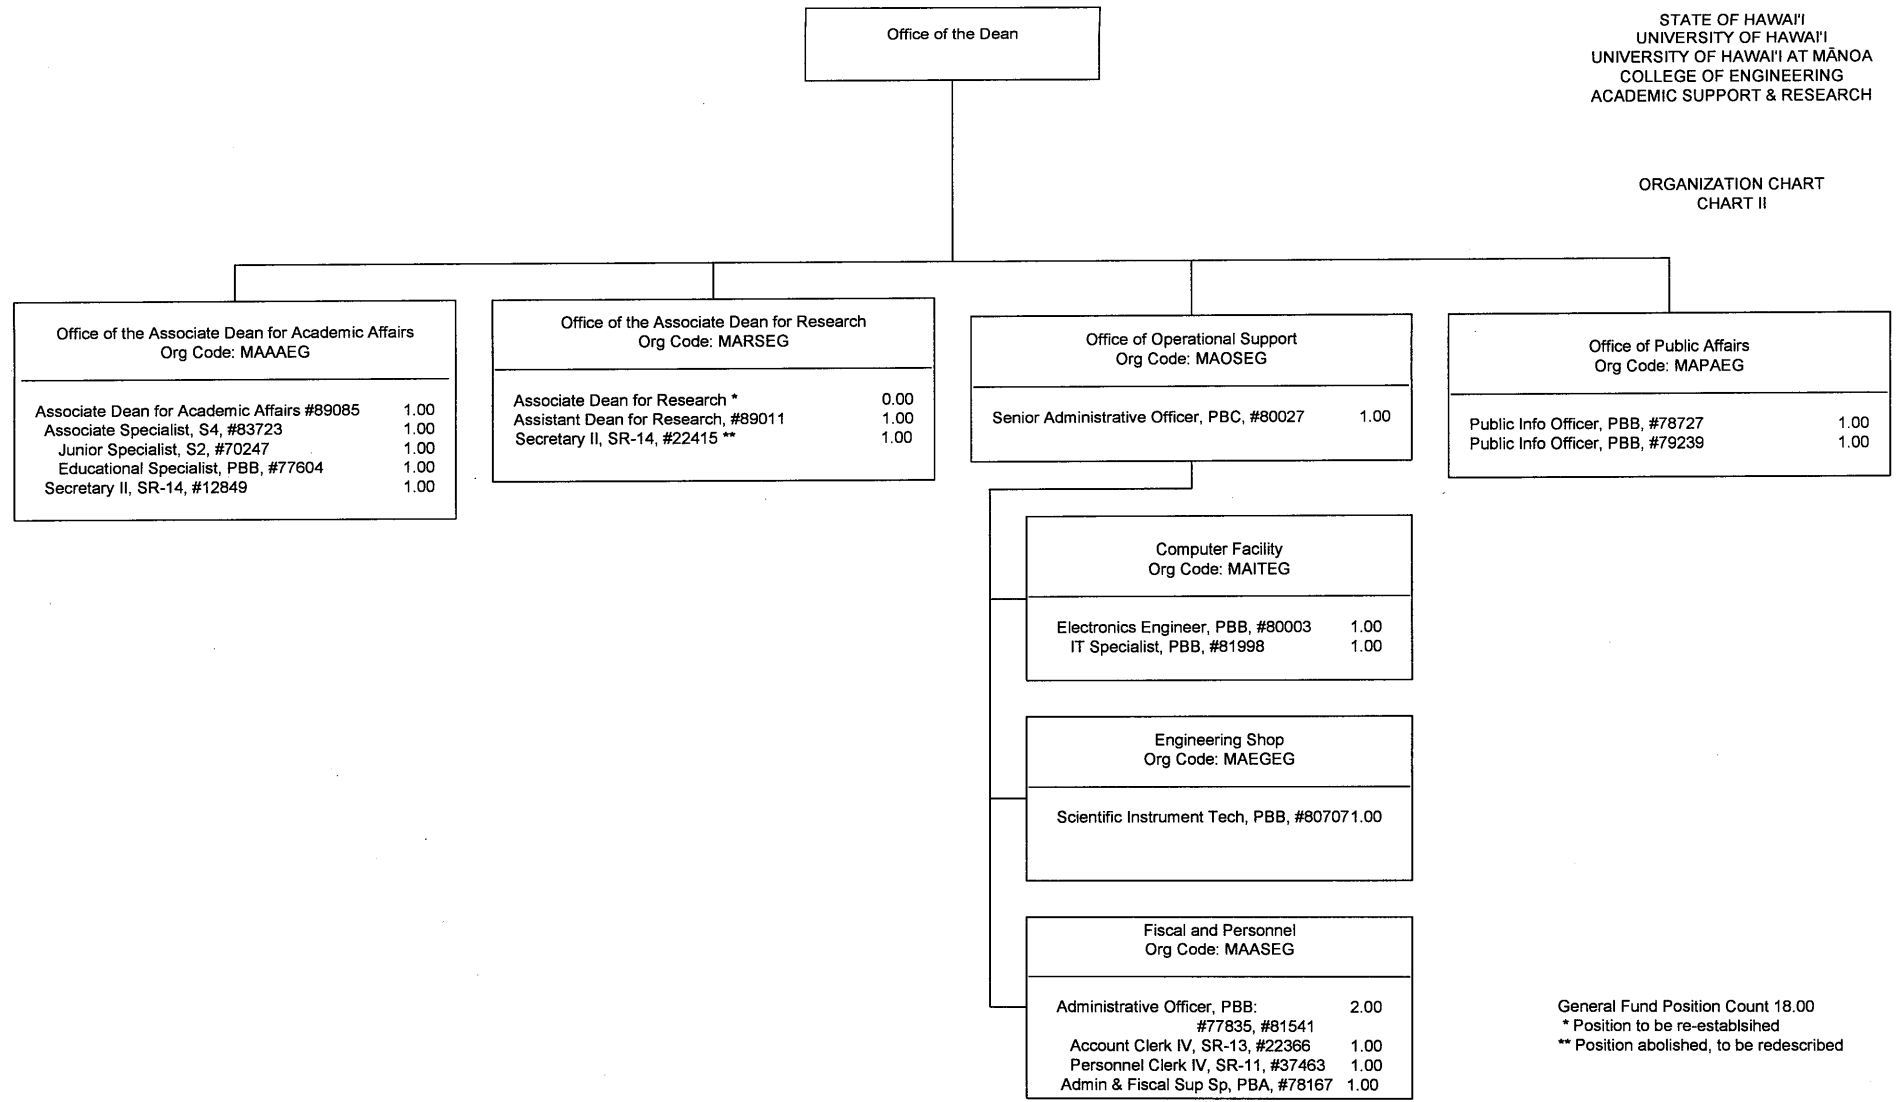 Office of the Dean
STATE OF HAWAI'I
UNIVERSITY OF HAWAI'I
UNIVERSITY OF HAWAI'I AT MĀNOA
COLLEGE OF ENGINEERING
ACADEMIC SUPPORT & RESEARCH
ORGANIZATION CHART
CHART II
Office of the Associate Dean for Academic Affairs
Org Code: MAAAEG
Associate Dean for Academic Affairs #89085 1.00
Associate Specialist, S4, #83723 1.00
Junior Specialist, S2, #70247 1.00
Educational Specialist, PBB, #77604 1.00
Secretary II, SR-14, #12849 1.00
Office of the Associate Dean for Research
Org Code: MARSEG
Associate Dean for Research * 0.00
Assistant Dean for Research, #89011 1.00
Secretary II, SR-14, #22415 ** 1.00
Office of Operational Support
Org Code: MAOSEG
Senior Administrative Officer, PBC, #80027 1.00
Office of Public Affairs
Org Code: MAPAEG
Public Info Officer, PBB, #78727 1.00
Public Info Officer, PBB, #79239 1.00
Computer Facility
Org Code: MAITEG
Electronics Engineer, PBB, #80003 1.00
IT Specialist, PBB, #81998 1.00
Engineering Shop
Org Code: MAEGEG
Scientific Instrument Tech, PBB, #807071.00
Fiscal and Personnel
Org Code: MAASEG
Administrative Officer, PBB: 2.00
#77835, #81541
Account Clerk IV, SR-13, #22366 1.00
Personnel Clerk IV, SR-11, #37463 1.00
Admin & Fiscal Sup Sp, PBA, #78167 1.00
General Fund Position Count 18.00
* Position to be re-establsihed
** Position abolished, to be redescribed